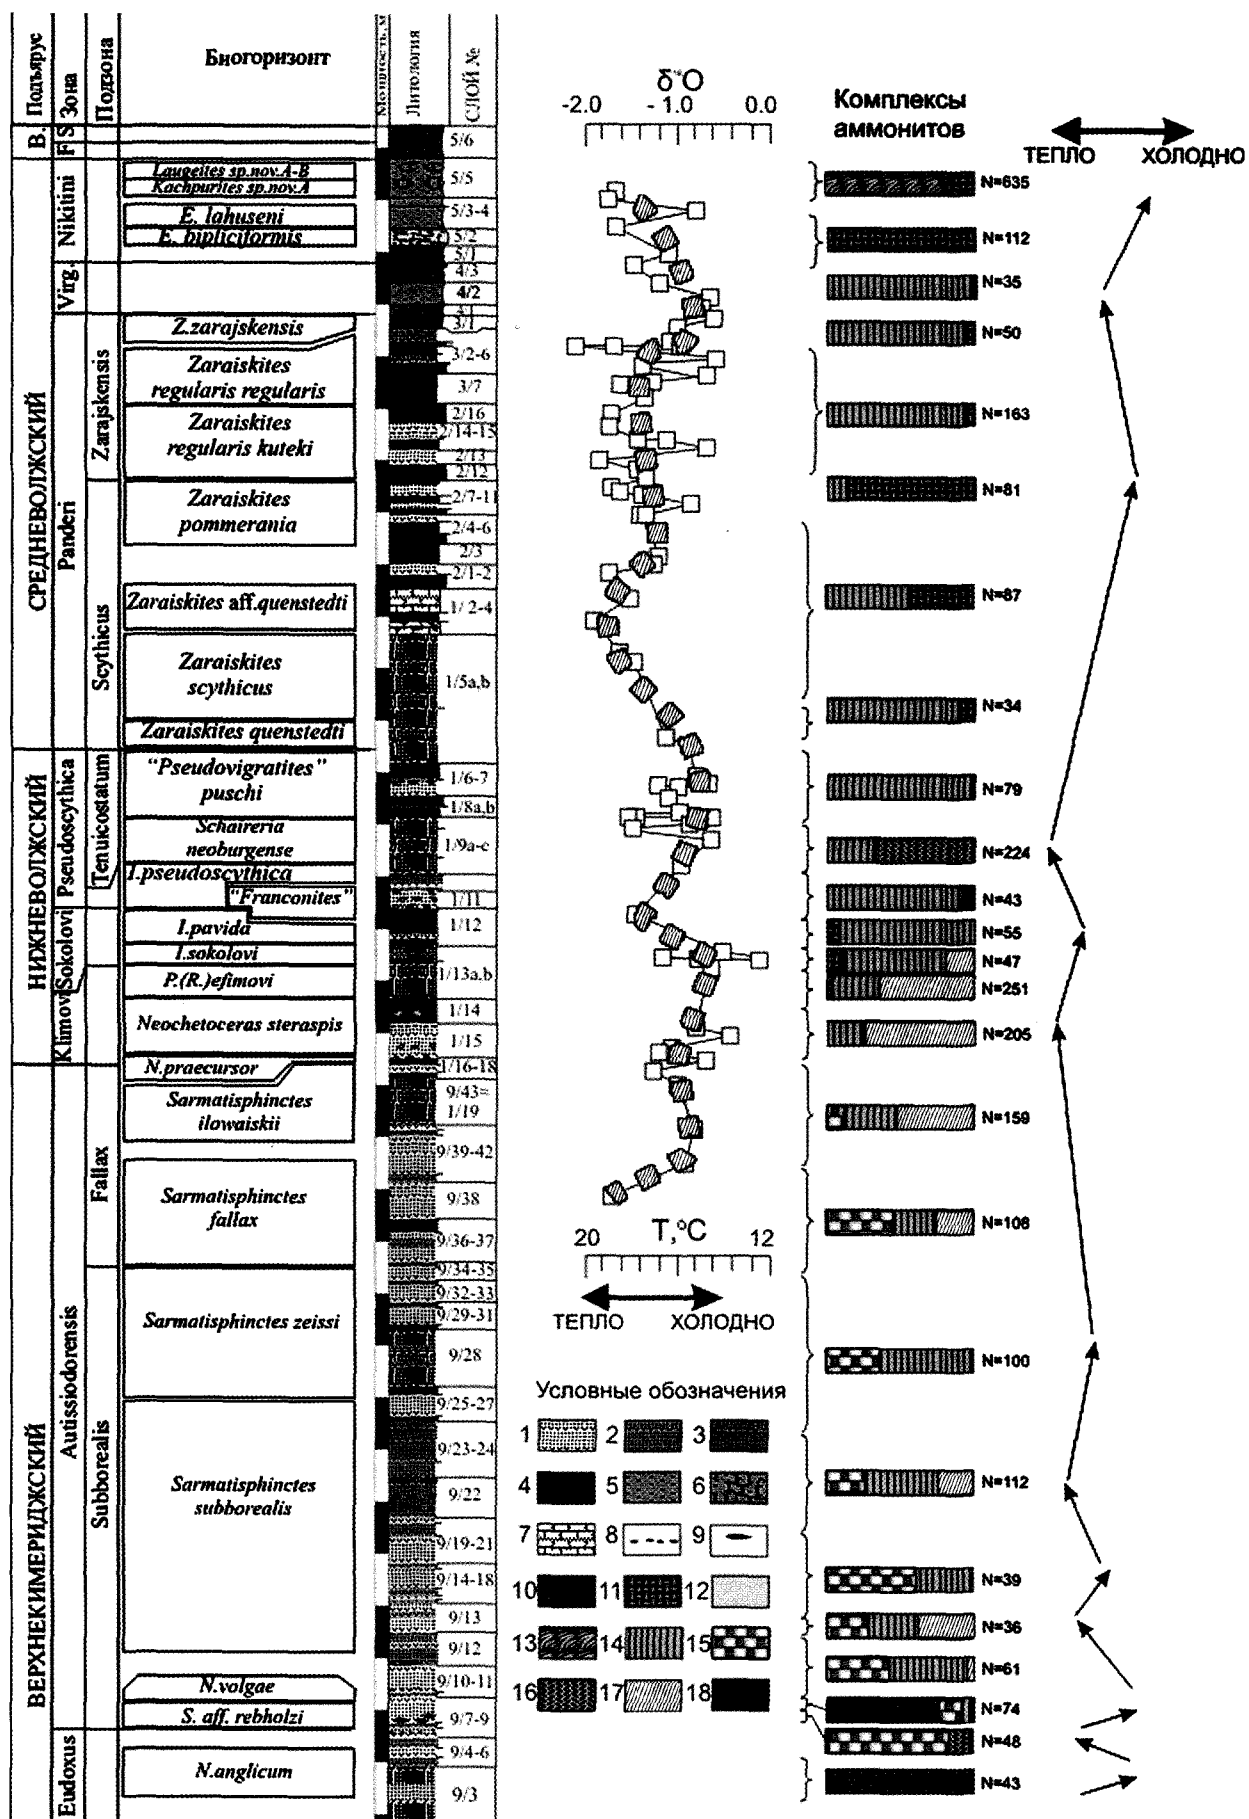 Подъярус
Зона
Подзона
Биогоризонт
Мощность, м
Литология
СЛОЙ №
В.
F
S
Nikitini
Virg.
СРЕДНЕВОЛЖСКИЙ
Panderi
Zarajskensis
Scythicus
НИЖНЕВОЛЖСКИЙ
Pseudoscythica
Tenuicostatum
Sokolovi
Klimovi
ВЕРХНЕКИМЕРИДЖСКИЙ
Autissiodorensis
Fallax
Subborealis
Eudoxus
Laugeites sp.nov.A-B
Kachpurites sp.nov.A
E. lahuseni
E. bipliciformis
Z.zarajskensis
Zaraiskites
regularis regularis
Zaraiskites
regularis kuteki
Zaraiskites
pommerania
Zaraiskites aff.quenstedti
Zaraiskites
scythicus
Zaraiskites quenstedti
"Pseudovigratites"
puschi
Schaireria
neoburgense
I.pseudoscythica
"Franconites"
I.pavida
I.sokolovi
P.(R.)efimovi
Neochetoceras steraspis
N.praecursor
Sarmatisphinctes
ilowaiskii
Sarmatisphinctes
fallax
Sarmatisphinctes zeissi
Sarmatisphinctes
subborealis
N.volgae
S. aff. rebholzi
N.anglicum
5/6
5/5
5/3-4
5/2
5/1
4/3
4/2
3/1
3/2-6
3/7
2/16
2/14-15
2/13
2/12
2/7-11
2/4-6
2/3
2/1-2
1/ 2-4
1/5a,b
1/6-7
1/8a,b
1/9a-c
1/11
1/12
1/13a,b
1/14
1/15
1/16-18
9/43=
1/19
9/39-42
9/38
9/36-37
9/34-35
9/32-33
9/29-31
9/28
9/25-27
9/23-24
9/22
9/19-21
9/14-18
9/13
9/12
9/10-11
9/7-9
9/4-6
9/3
δ¹⁸O
-2.0 - 1.0 0.0
T,°C
20 12
ТЕПЛО ХОЛОДНО
Условные обозначения
1 2 3
4 5 6
7 8 9
10 11 12
13 14 15
16 17 18
Комплексы
аммонитов
ТЕПЛО ХОЛОДНО
N=635
N=112
N=35
N=50
N=163
N=81
N=87
N=34
N=79
N=224
N=43
N=55
N=47
N=251
N=205
N=159
N=106
N=100
N=112
N=39
N=36
N=61
N=74
N=48
N=43